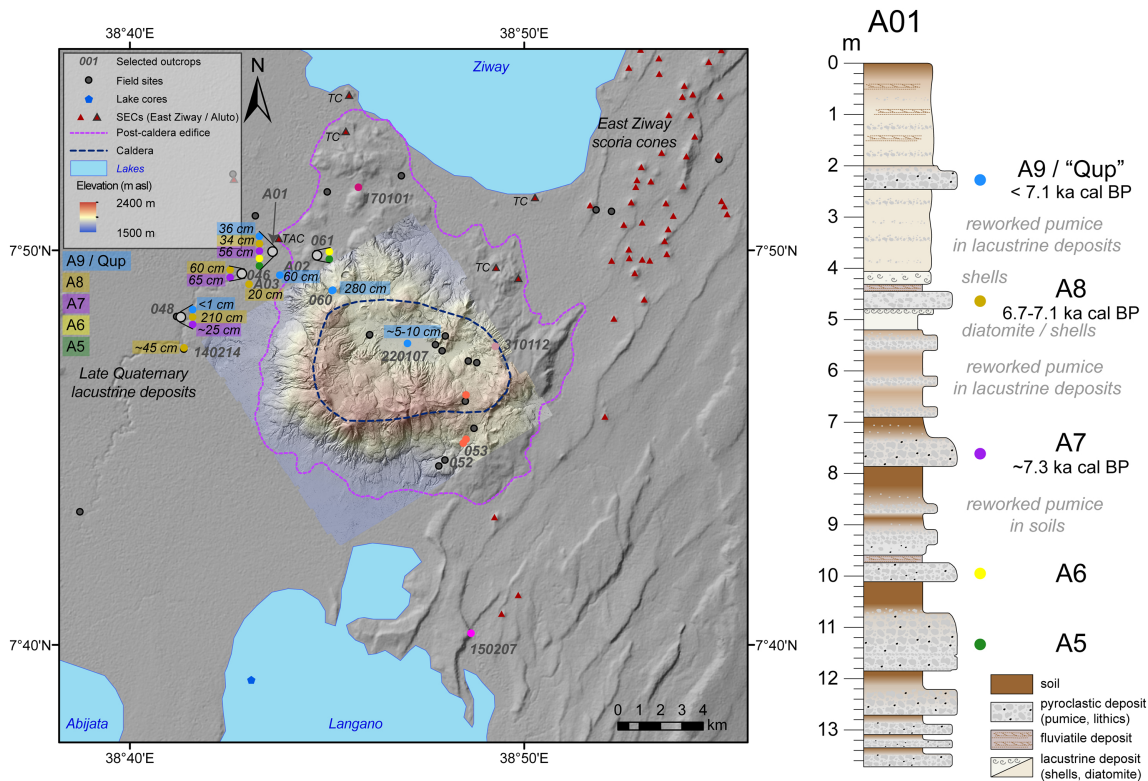 38°40'E
38°50'E
001 Selected outcrops
Field sites
Lake cores
SECs (East Ziway / Aluto)
Post-caldera edifice
Caldera
Lakes
Elevation (m asl)
2400 m
1500 m
N
Ziway
TC
TC
East Ziway
scoria cones
170101
TC
A01
TAC
7°50'N
7°50'N
36 cm
34 cm
56 cm
061
TC
A9 / Qup
A8
A7
A6
A5
60 cm
65 cm
046
A02
60 cm
A03
20 cm
280 cm
060
048
<1 cm
210 cm
~25 cm
~5-10 cm
220107
310112
~45 cm
140214
Late Quaternary
lacustrine deposits
053
052
7°40'N
7°40'N
150207
Abijata
Langano
0 1 2 3 4
km
38°40'E
38°50'E
A01
m
0
1
2
3
4
5
6
7
8
9
10
11
12
13
A9 / “Qup”
< 7.1 ka cal BP
reworked pumice
in lacustrine deposits
shells
A8
6.7-7.1 ka cal BP
diatomite / shells
reworked pumice
in lacustrine deposits
A7
~7.3 ka cal BP
reworked pumice
in soils
A6
A5
soil
pyroclastic deposit
(pumice, lithics)
fluviatile deposit
lacustrine deposit
(shells, diatomite)